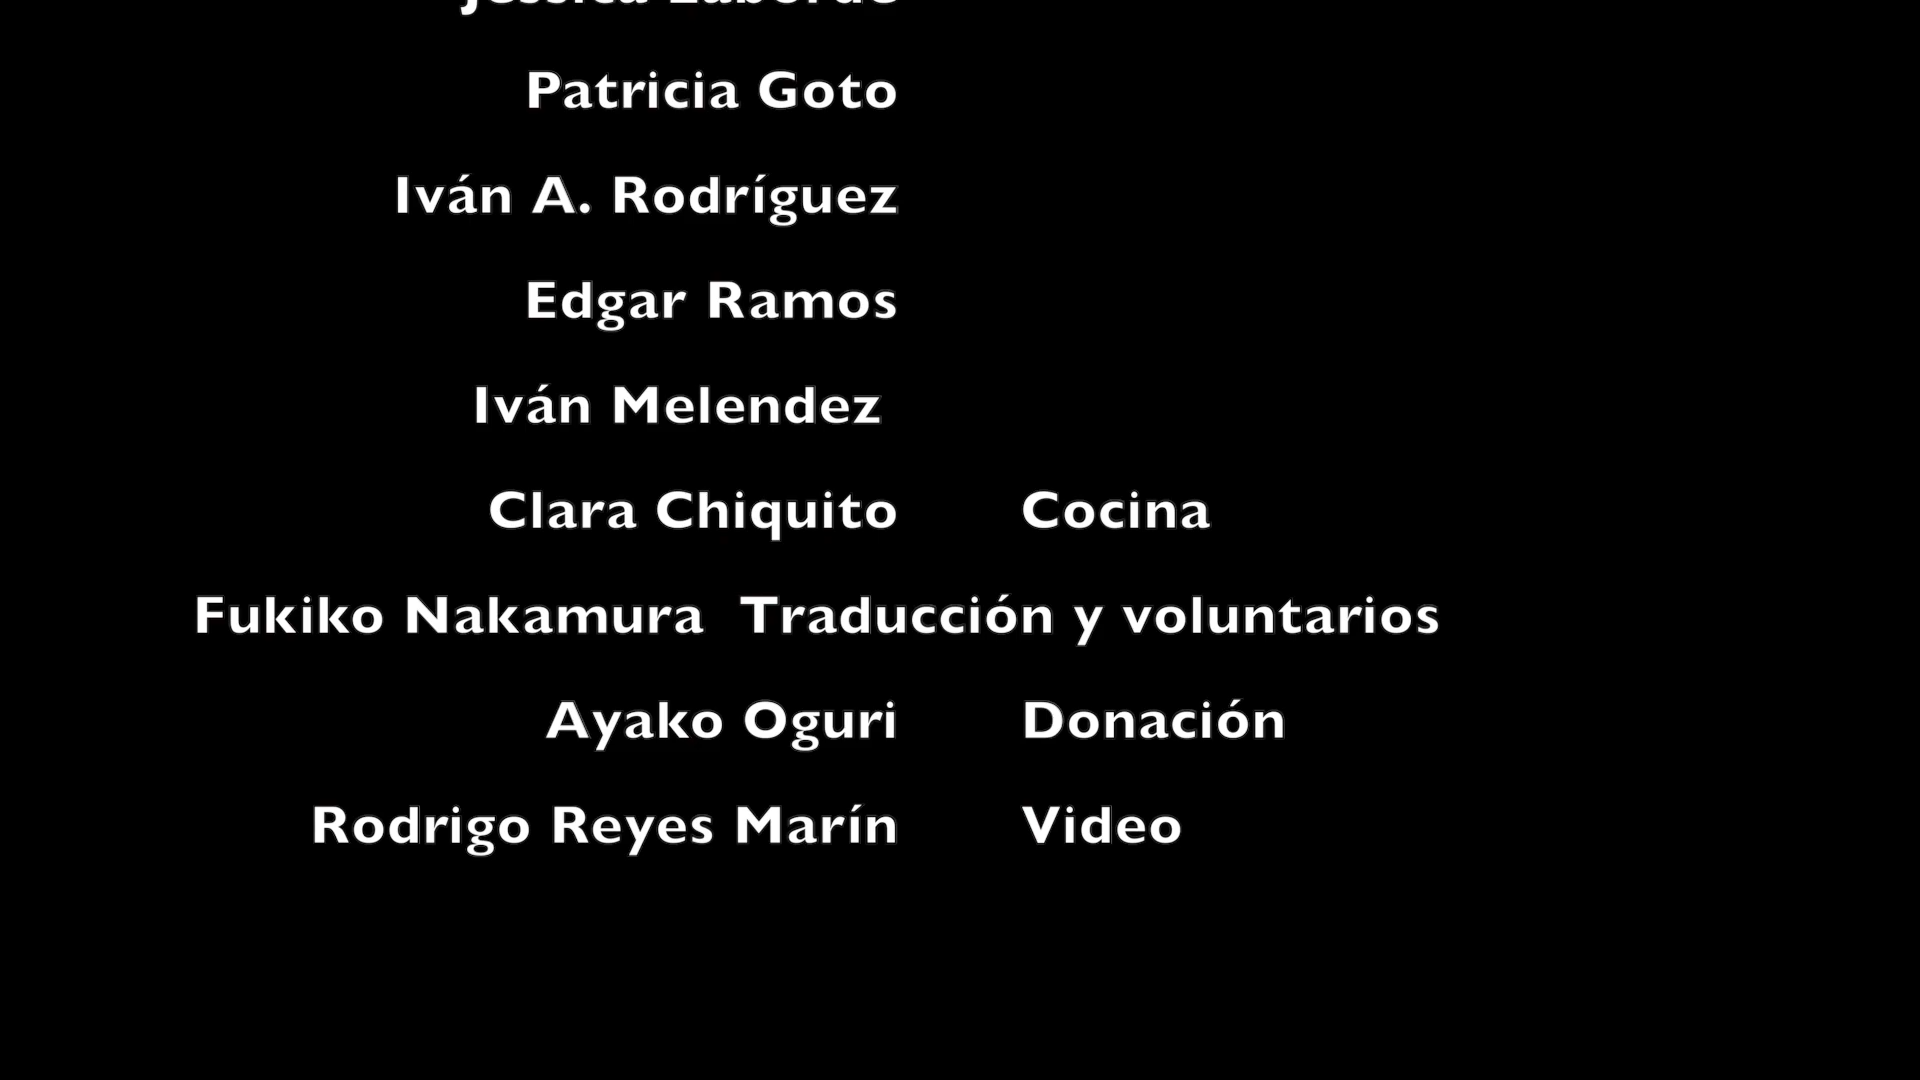 Patricia Goto
Iván A. Rodríguez
Edgar Ramos
Iván Melendez
Clara Chiquito Cocina
Fukiko Nakamura Traducción y voluntarios
Ayako Oguri Donación
Rodrigo Reyes Marín Video